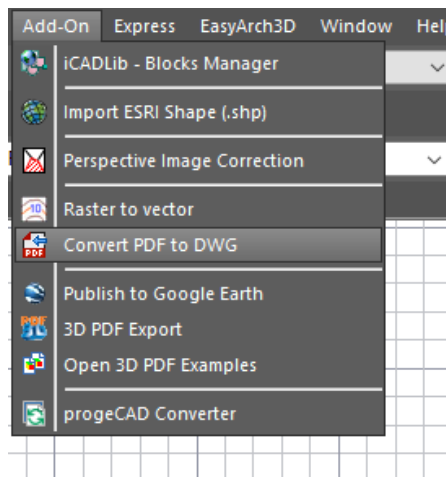 Add-On Express EasyArch3D Window Hel
iCADLib - Blocks Manager
Import ESRI Shape (.shp)
Perspective Image Correction
Raster to vector
Convert PDF to DWG
Publish to Google Earth
3D PDF Export
Open 3D PDF Examples
progeCAD Converter